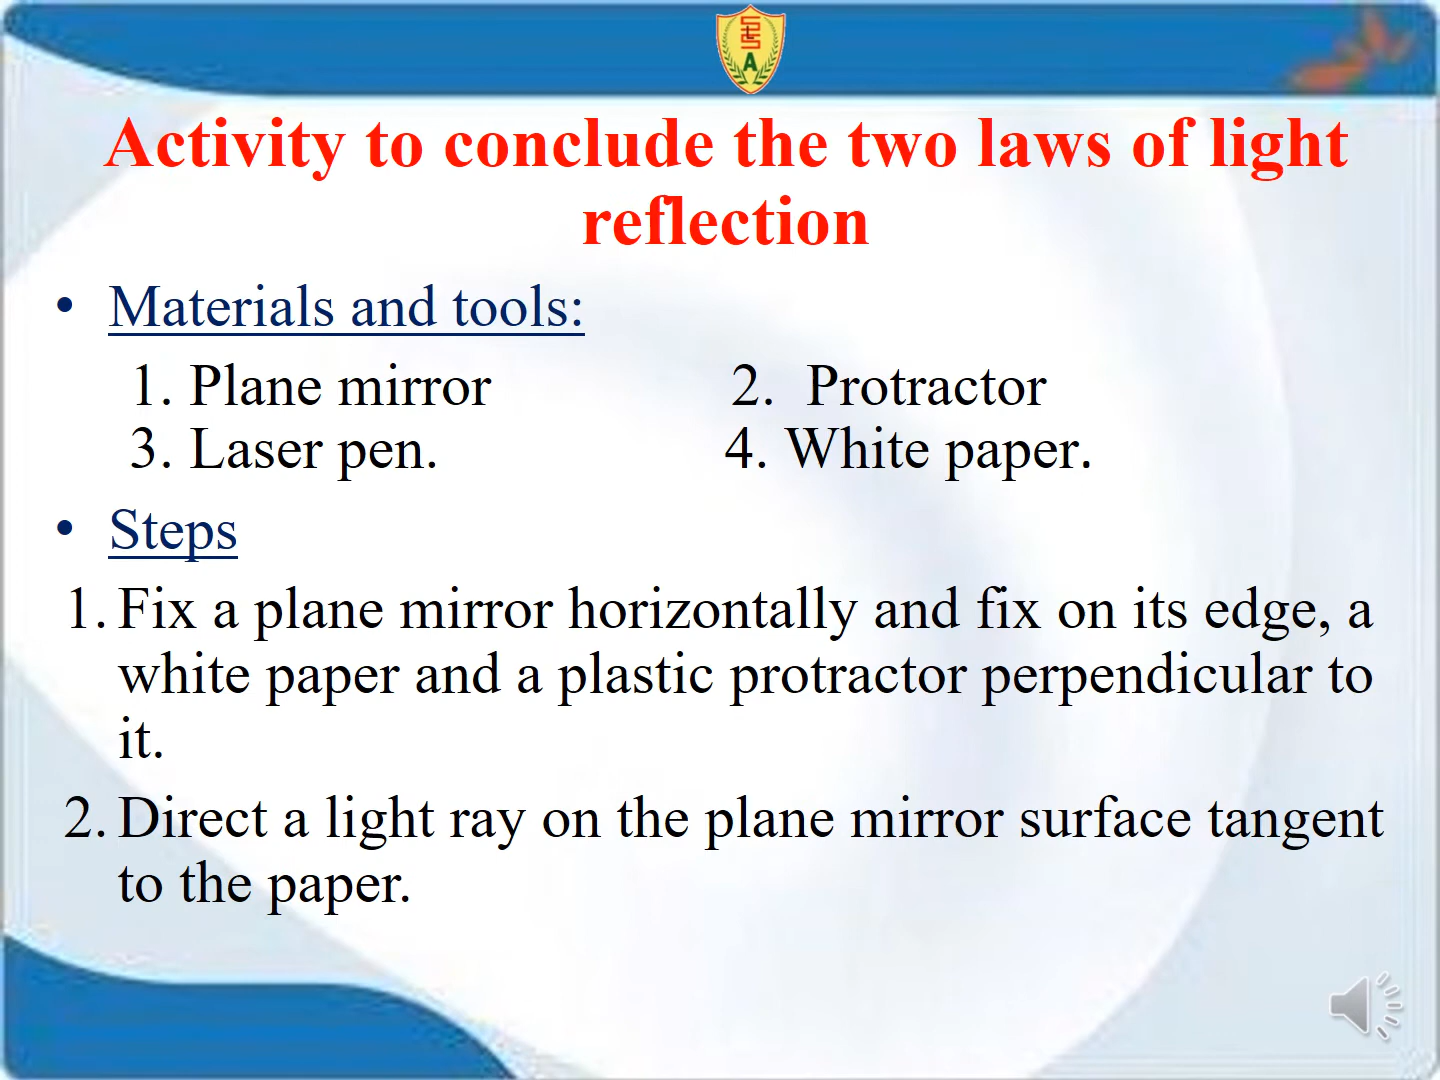 Activity to conclude the two laws of light
reflection
• Materials and tools:
1. Plane mirror 2. Protractor
3. Laser pen. 4. White paper.
• Steps
1. Fix a plane mirror horizontally and fix on its edge, a
white paper and a plastic protractor perpendicular to
it.
2. Direct a light ray on the plane mirror surface tangent
to the paper.